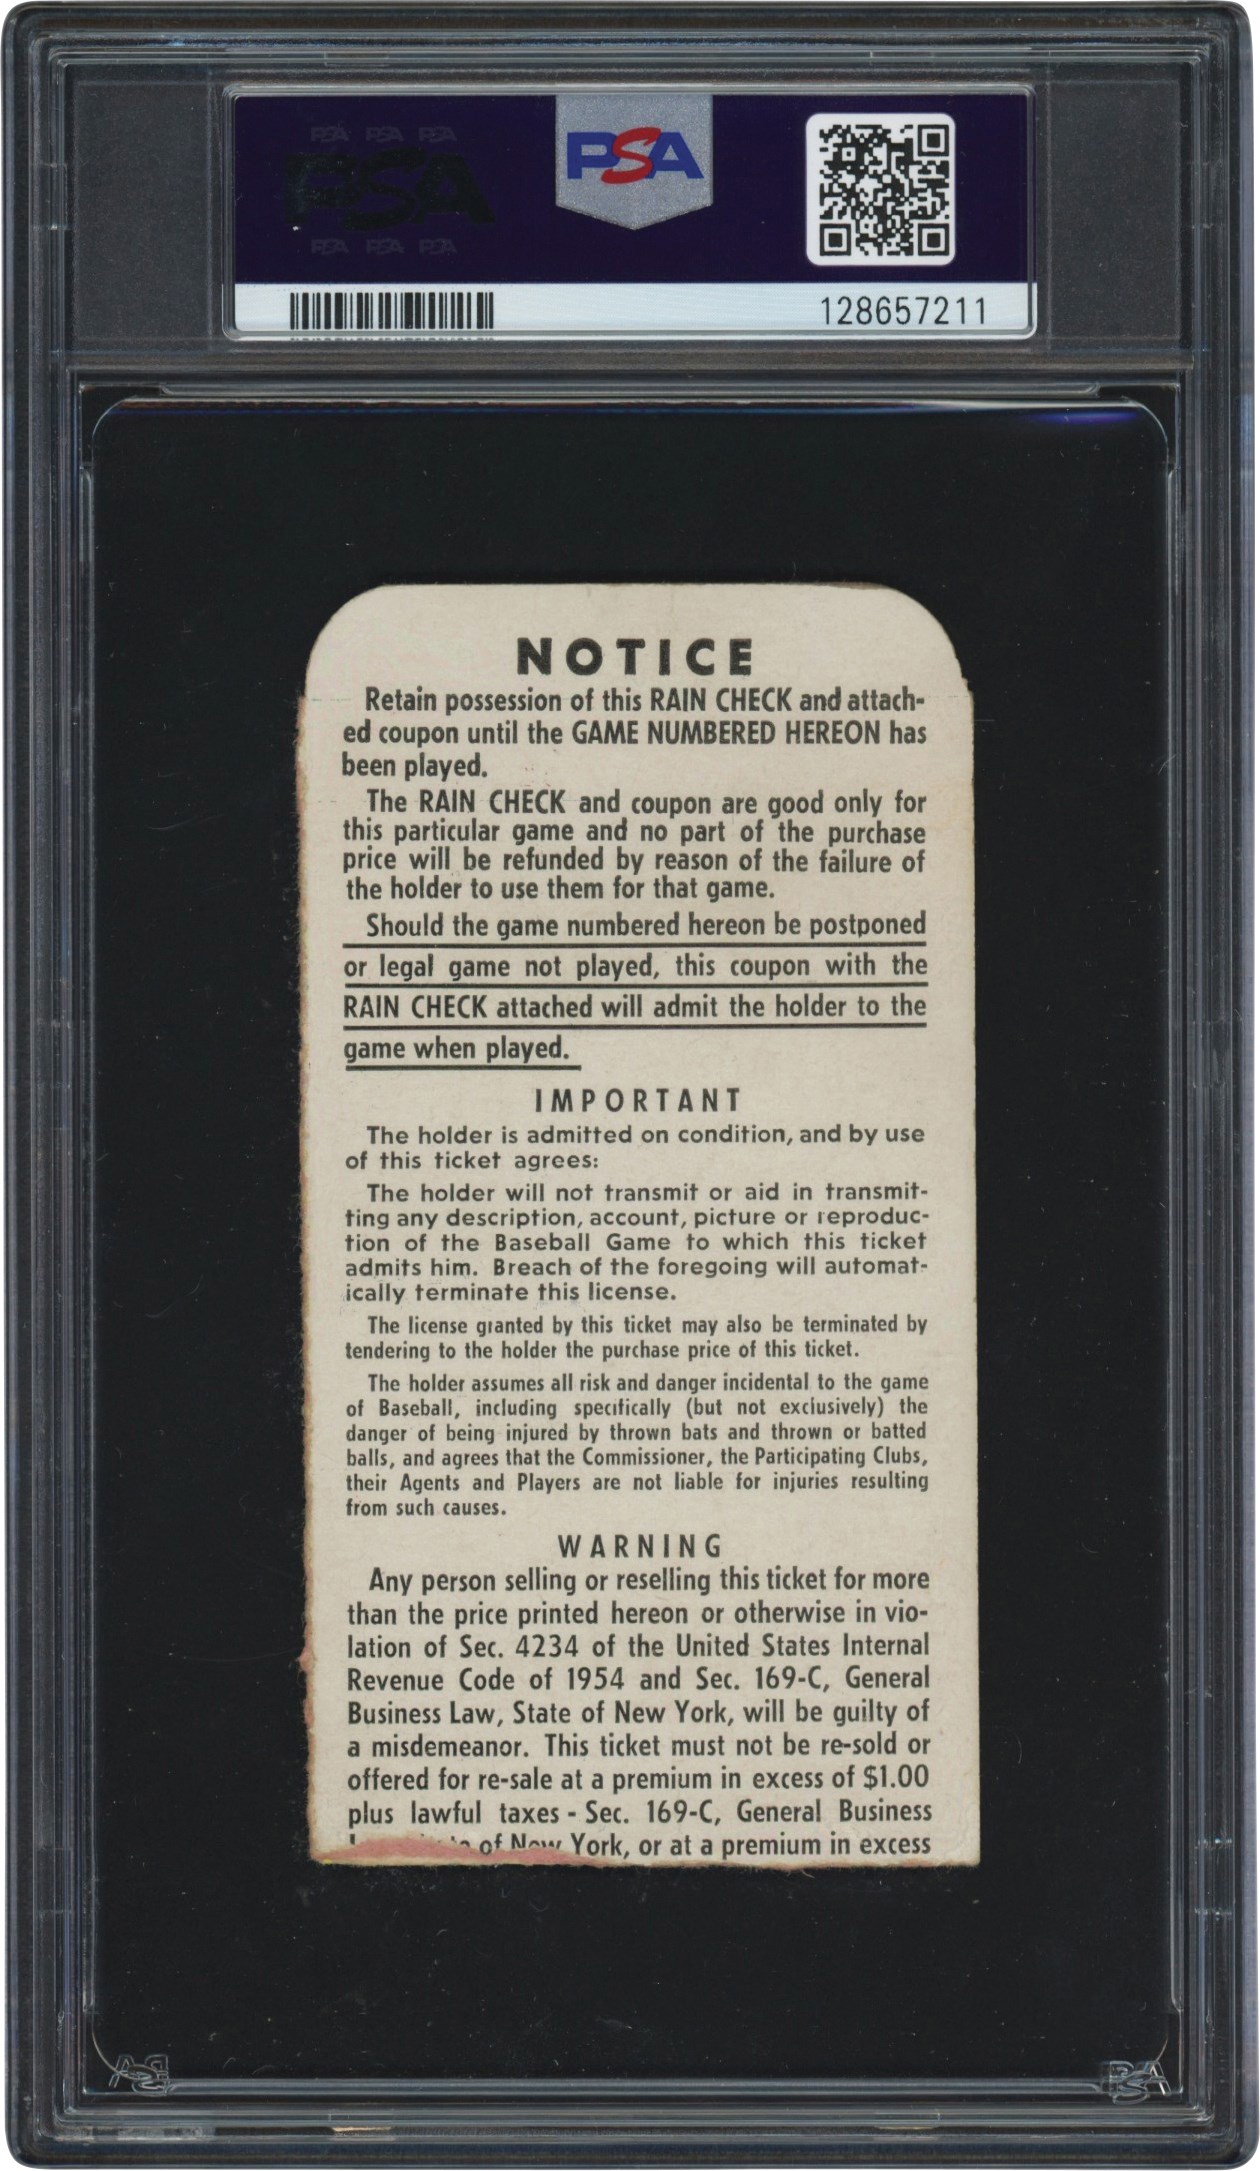 PSA PSA PSA
PSA
PSA PSA PSA
PSA
128657211
NOTICE
Retain possession of this RAIN CHECK and attach-
ed coupon until the GAME NUMBERED HEREON has
been played.
The RAIN CHECK and coupon are good only for
this particular game and no part of the purchase
price will be refunded by reason of the failure of
the holder to use them for that game.
Should the game numbered hereon be postponed
or legal game not played, this coupon with the
RAIN CHECK attached will admit the holder to the
game when played.
IMPORTANT
The holder is admitted on condition, and by use
of this ticket agrees:
The holder will not transmit or aid in transmit-
ting any description, account, picture or reproduc-
tion of the Baseball Game to which this ticket
admits him. Breach of the foregoing will automat-
ically terminate this license.
The license granted by this ticket may also be terminated by
tendering to the holder the purchase price of this ticket.
The holder assumes all risk and danger incidental to the game
of Baseball, including specifically (but not exclusively) the
danger of being injured by thrown bats and thrown or batted
balls, and agrees that the Commissioner, the Participating Clubs,
their Agents and Players are not liable for injuries resulting
from such causes.
WARNING
Any person selling or reselling this ticket for more
than the price printed hereon or otherwise in vio-
lation of Sec. 4234 of the United States Internal
Revenue Code of 1954 and Sec. 169-C, General
Business Law, State of New York, will be guilty of
a misdemeanor. This ticket must not be re-sold or
offered for re-sale at a premium in excess of $1.00
plus lawful taxes - Sec. 169-C, General Business
of New York, or at a premium in excess
PSA
PSA